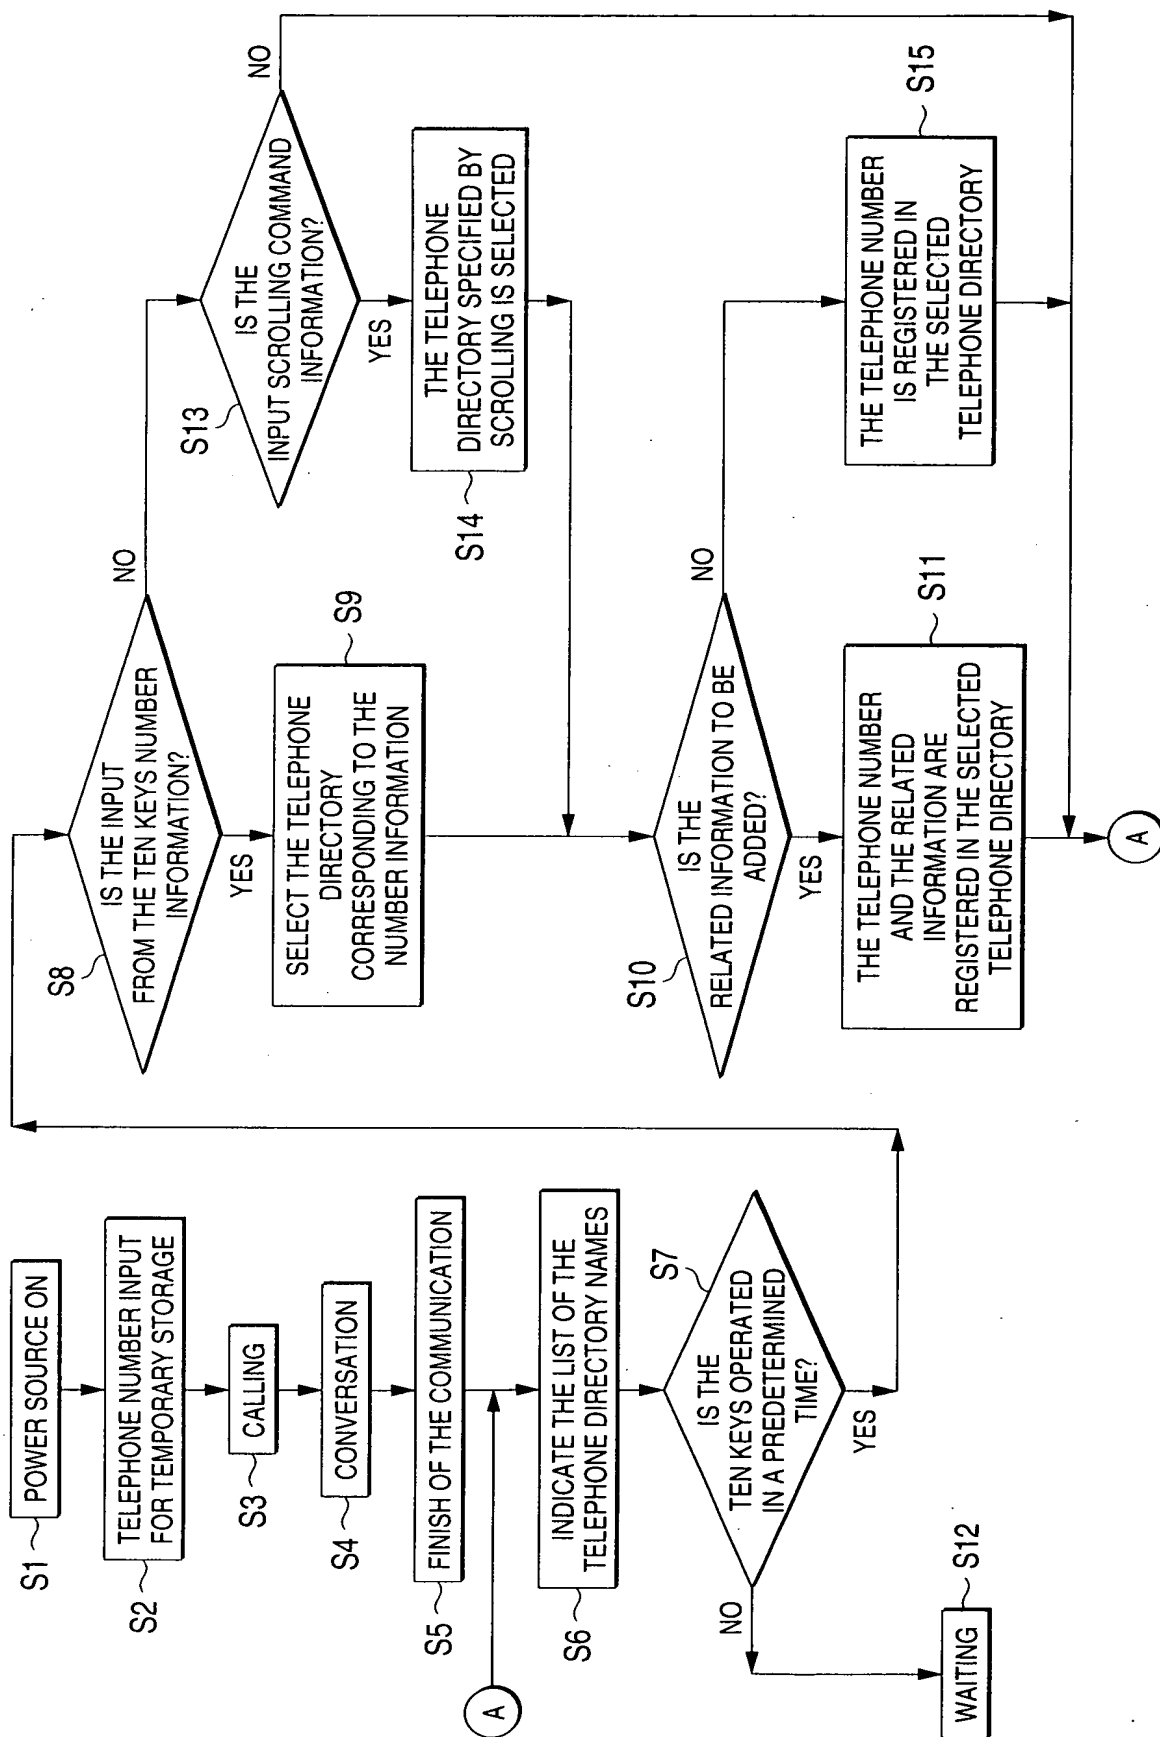 S1
POWER SOURCE ON
S2
TELEPHONE NUMBER INPUT
FOR TEMPORARY STORAGE
S3
CALLING
S4
CONVERSATION
S5
FINISH OF THE COMMUNICATION
A
S6
INDICATE THE LIST OF THE
TELEPHONE DIRECTORY NAMES
S7
IS THE
TEN KEYS OPERATED
IN A PREDETERMINED
TIME?
NO
YES
S12
WAITING
S8
IS THE INPUT
FROM THE TEN KEYS NUMBER
INFORMATION?
NO
YES
S9
SELECT THE TELEPHONE
DIRECTORY
CORRESPONDING TO THE
NUMBER INFORMATION
S13
IS THE
INPUT SCROLLING COMMAND
INFORMATION?
NO
YES
S14
THE TELEPHONE
DIRECTORY SPECIFIED BY
SCROLLING IS SELECTED
S10
IS THE
RELATED INFORMATION TO BE
ADDED?
NO
YES
S11
THE TELEPHONE NUMBER
AND THE RELATED
INFORMATION ARE
REGISTERED IN THE SELECTED
TELEPHONE DIRECTORY
S15
THE TELEPHONE NUMBER
IS REGISTERED IN
THE SELECTED
TELEPHONE DIRECTORY
A